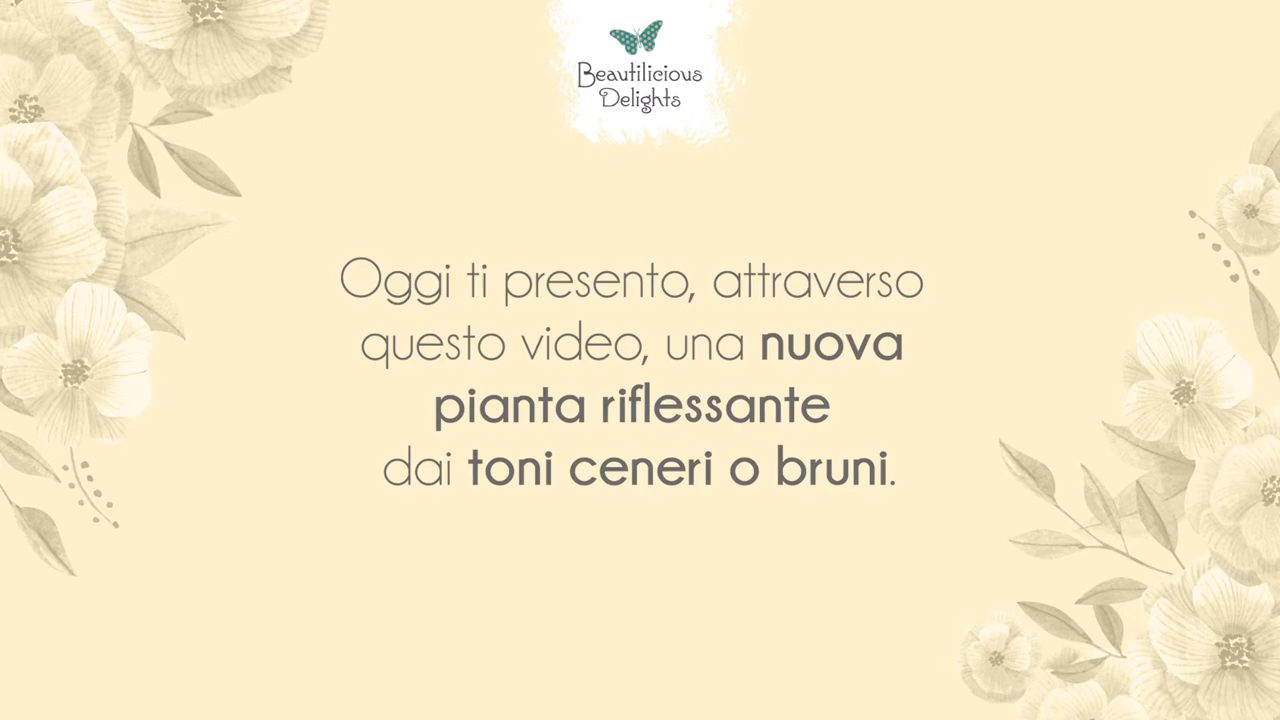 Beautilicious
Delights
Oggi ti presento, attraverso
questo video, una nuova
pianta riflessante
dai toni ceneri o bruni.